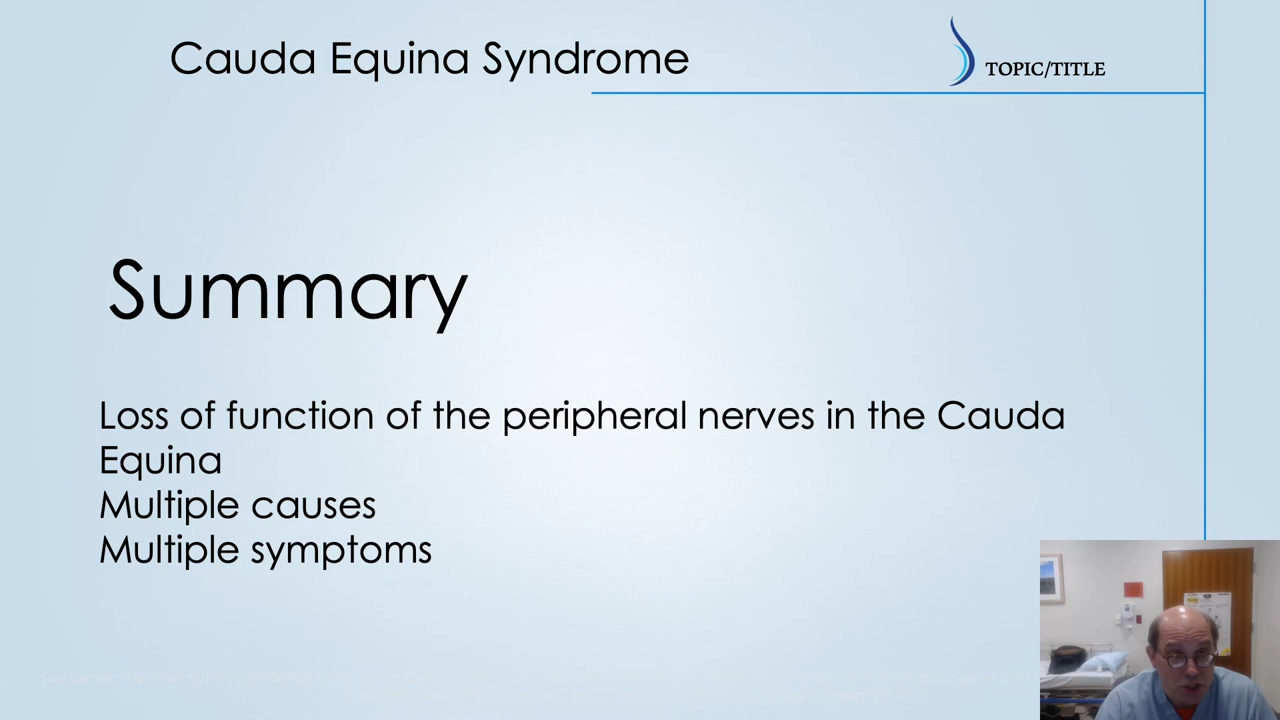 Cauda Equina Syndrome
TOPIC/TITLE
Summary
Loss of function of the peripheral nerves in the Cauda
Equina
Multiple causes
Multiple symptoms